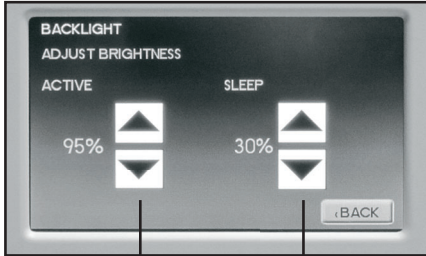 BACKLIGHT
ADJUST BRIGHTNESS
ACTIVE SLEEP
95% 30%
‹BACK